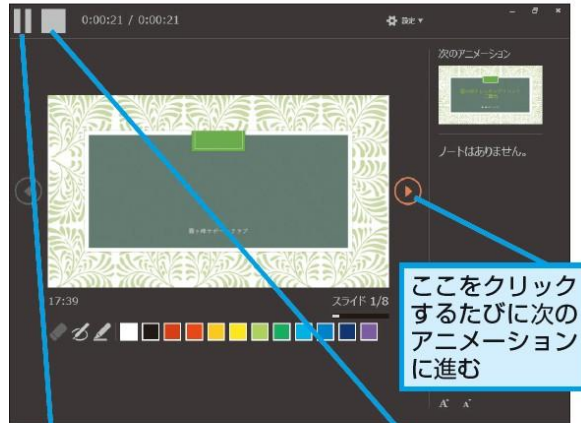 0:00:21 / 0:00:21
設定 ▼
次のアニメーション
ノートはありません。
17:39
スライド 1/8
ここをクリック
するたびに次の
アニメーション
に進む
A A